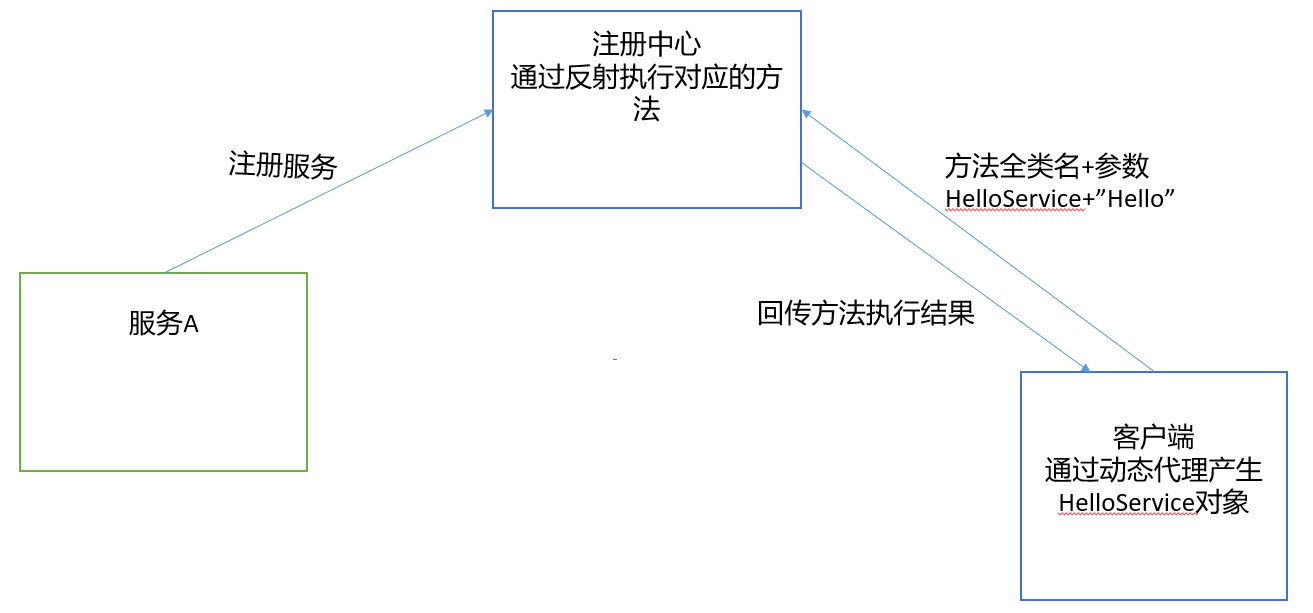 注册中心
通过反射执行对应的方
法
注册服务
方法全类名+参数
HelloService+”Hello”
服务A
回传方法执行结果
客户端
通过动态代理产生
HelloService对象